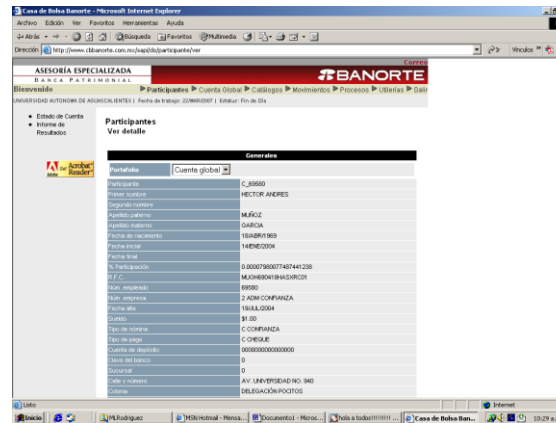 Casa de Bolsa Banorte - Microsoft Internet Explorer
Archivo Edición Ver Favoritos Herramientas Ayuda
Atrás Búsqueda Favoritos Multimedia
Dirección http://www.cbbanorte.com.mx/sapl/do/participante/ver Vínculos
Correo
ASESORÍA ESPECIALIZADA
BANCA PATRIMONIAL
BANORTE
Bienvenido Participantes Cuenta Global Catálogos Movimientos Procesos Utilerías Salir
UNIVERSIDAD AUTONOMA DE AGUASCALIENTES | Fecha de trabajo: 22/MAR/2007 | Estatus: Fin de Día
Estado de Cuenta
Informe de Resultados
Get Acrobat Reader
Adobe
Participantes
Ver detalle
Generales
Portafolio Cuenta global
Participante C_69580
Primer nombre HECTOR ANDRES
Segundo nombre
Apellido paterno MUÑOZ
Apellido materno GARCIA
Fecha de nacimiento 18/ABR/1969
Fecha inicial 14/ENE/2004
Fecha final
% Participación 0.00007980077487441238
R.F.C.
Núm. empleado 69580
Núm. empresa 2 ADM CONFIANZA
Fecha alta 19/JUL/2004
Sueldo $1.00
Tipo de nómina C CONFIANZA
Tipo de pago C CHEQUE
Cuenta de depósito
Clave del banco 0
Sucursal 0
Calle y número AV. UNIVERSIDAD NO. 940
Colonia DELEGACIÓN POCITOS
Listo Internet
Inicio MLRodriguez MSN Hotmail - Mensa... Documento1 - Micros... hola a todos!!!!!!! ... Casa de Bolsa Ban... 10:29 a.